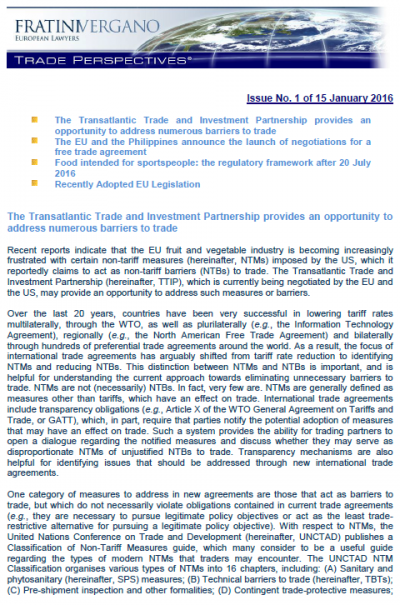 FRATINIVERGANO
EUROPEAN LAWYERS
TRADE PERSPECTIVES®
Issue No. 1 of 15 January 2016
The Transatlantic Trade and Investment Partnership provides an
opportunity to address numerous barriers to trade
The EU and the Philippines announce the launch of negotiations for a
free trade agreement
Food intended for sportspeople: the regulatory framework after 20 July
2016
Recently Adopted EU Legislation
The Transatlantic Trade and Investment Partnership provides an opportunity to
address numerous barriers to trade
Recent reports indicate that the EU fruit and vegetable industry is becoming increasingly
frustrated with certain non-tariff measures (hereinafter, NTMs) imposed by the US, which it
reportedly claims to act as non-tariff barriers (NTBs) to trade. The Transatlantic Trade and
Investment Partnership (hereinafter, TTIP), which is currently being negotiated by the EU and
the US, may provide an opportunity to address such measures or barriers.
Over the last 20 years, countries have been very successful in lowering tariff rates
multilaterally, through the WTO, as well as plurilaterally (e.g., the Information Technology
Agreement), regionally (e.g., the North American Free Trade Agreement) and bilaterally
through hundreds of preferential trade agreements around the world. As a result, the focus of
international trade agreements has arguably shifted from tariff rate reduction to identifying
NTMs and reducing NTBs. This distinction between NTMs and NTBs is important, and is
helpful for understanding the current approach towards eliminating unnecessary barriers to
trade. NTMs are not (necessarily) NTBs. In fact, very few are. NTMs are generally defined as
measures other than tariffs, which have an effect on trade. International trade agreements
include transparency obligations (e.g., Article X of the WTO General Agreement on Tariffs and
Trade, or GATT), which, in part, require that parties notify the potential adoption of measures
that may have an effect on trade. Such a system provides the ability for trading partners to
open a dialogue regarding the notified measures and discuss whether they may serve as
disproportionate NTMs of unjustified NTBs to trade. Transparency mechanisms are also
helpful for identifying issues that should be addressed through new international trade
agreements.
One category of measures to address in new agreements are those that act as barriers to
trade, but which do not necessarily violate obligations contained in current trade agreements
(e.g., they are necessary to pursue legitimate policy objectives or act as the least trade-
restrictive alternative for pursuing a legitimate policy objective). With respect to NTMs, the
United Nations Conference on Trade and Development (hereinafter, UNCTAD) publishes a
Classification of Non-Tariff Measures guide, which many consider to be a useful guide
regarding the types of modern NTMs that traders may encounter. The UNCTAD NTM
Classification organises various types of NTMs into 16 chapters, including: (A) Sanitary and
phytosanitary (hereinafter, SPS) measures; (B) Technical barriers to trade (hereinafter, TBTs);
(C) Pre-shipment inspection and other formalities; (D) Contingent trade-protective measures;